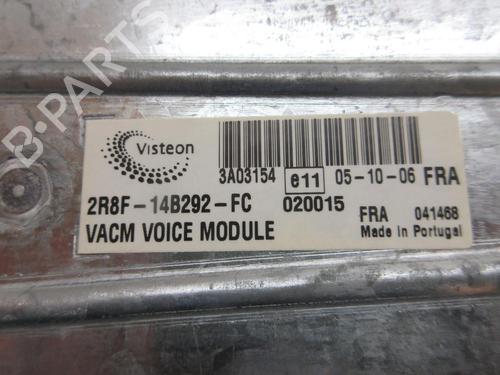 B-PARTS
Visteon
3A03154 e11 05-10-06 FRA
2R8F-14B292-FC 020015 FRA 041468
VACM VOICE MODULE Made in Portugal